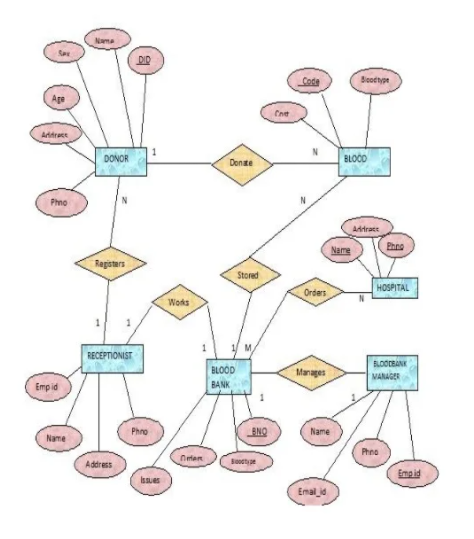 Name
Sex
DID
Age
Address
Phno
DONOR
1
Donate
N
BLOOD
Code
Bloodtype
Cost
N
N
Registers
Stored
Address
Name
Phno
HOSPITAL
Orders
N
Works
1
1
1
1
M
RECEPTIONIST
BLOOD
BANK
Manages
BLOODBANK
MANAGER
1
1
Emp id
Name
Address
Phno
Issues
Orders
Bloodtype
BNO
Name
Phno
Email_id
Emp id